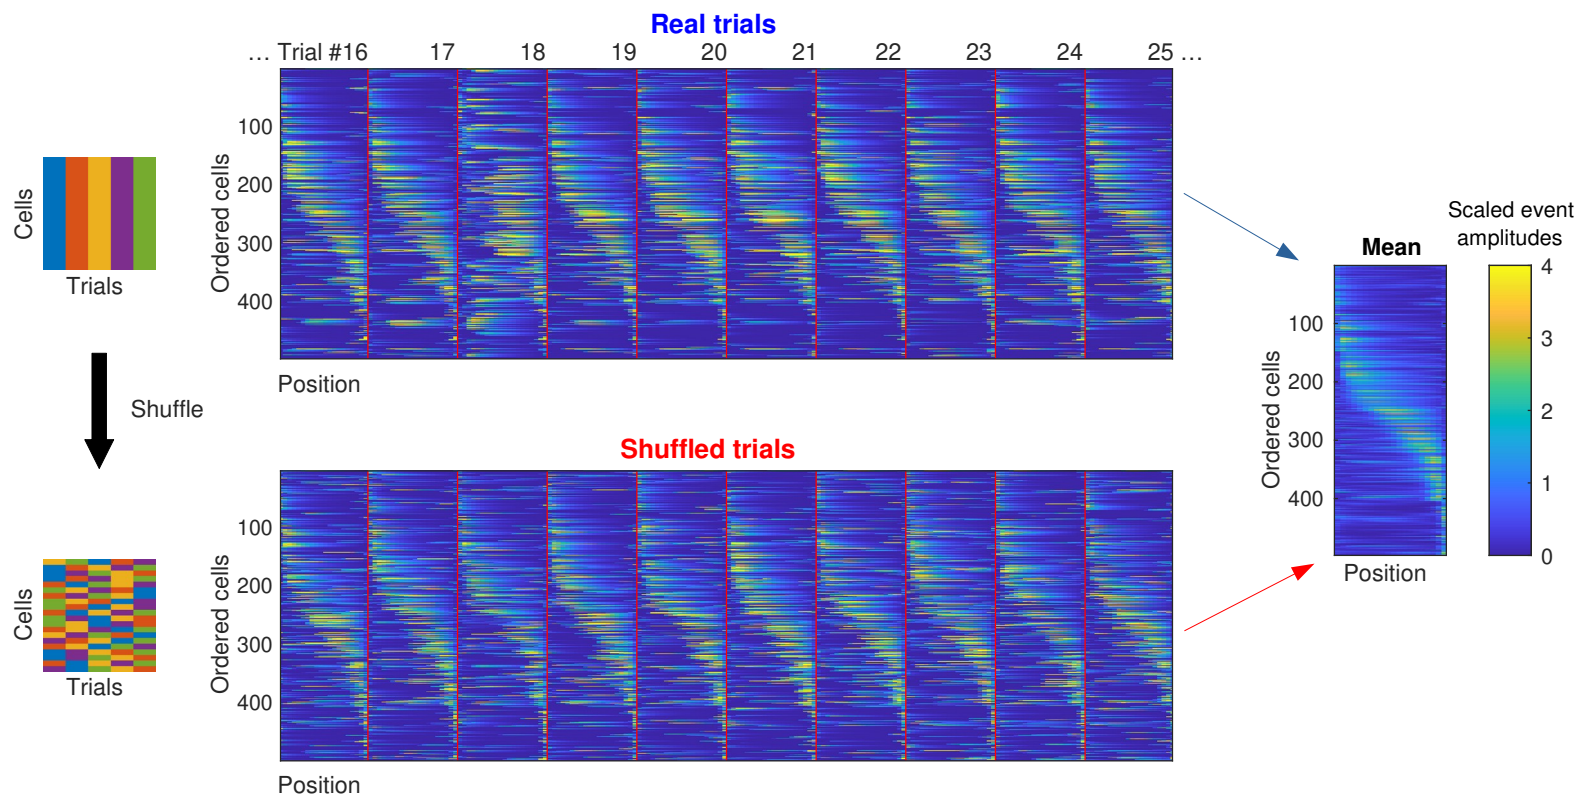 Real trials
... Trial #16 17 18 19 20 21 22 23 24 25 ...
100
200
300
400
Ordered cells
Position
Cells
Trials
Shuffle
Shuffled trials
100
200
300
400
Ordered cells
Position
Cells
Trials
Mean
100
200
300
400
Ordered cells
Position
Scaled event
amplitudes
4
3
2
1
0